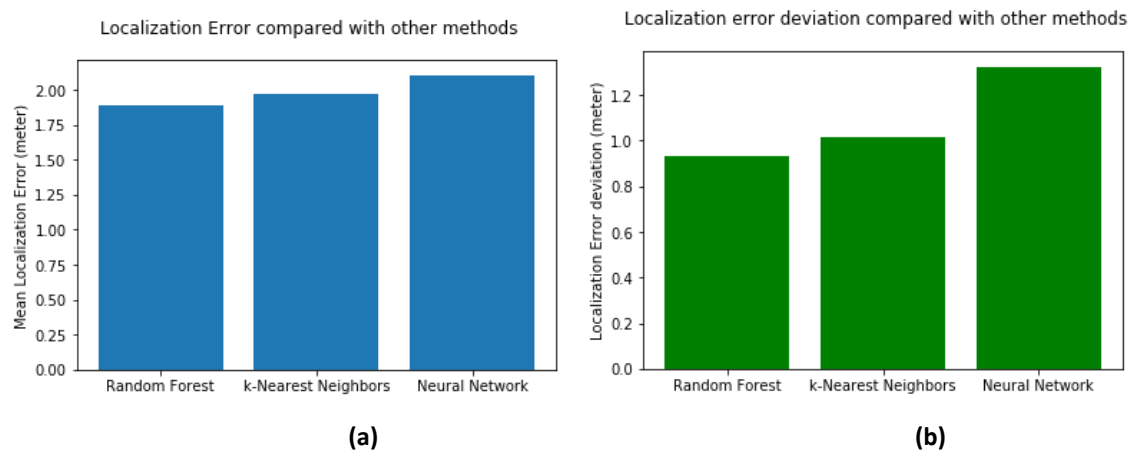 Localization Error compared with other methods
Mean Localization Error (meter)
2.00
1.75
1.50
1.25
1.00
0.75
0.50
0.25
0.00
Random Forest k-Nearest Neighbors Neural Network
(a)
Localization error deviation compared with other methods
Localization Error deviation (meter)
1.2
1.0
0.8
0.6
0.4
0.2
0.0
Random Forest k-Nearest Neighbors Neural Network
(b)